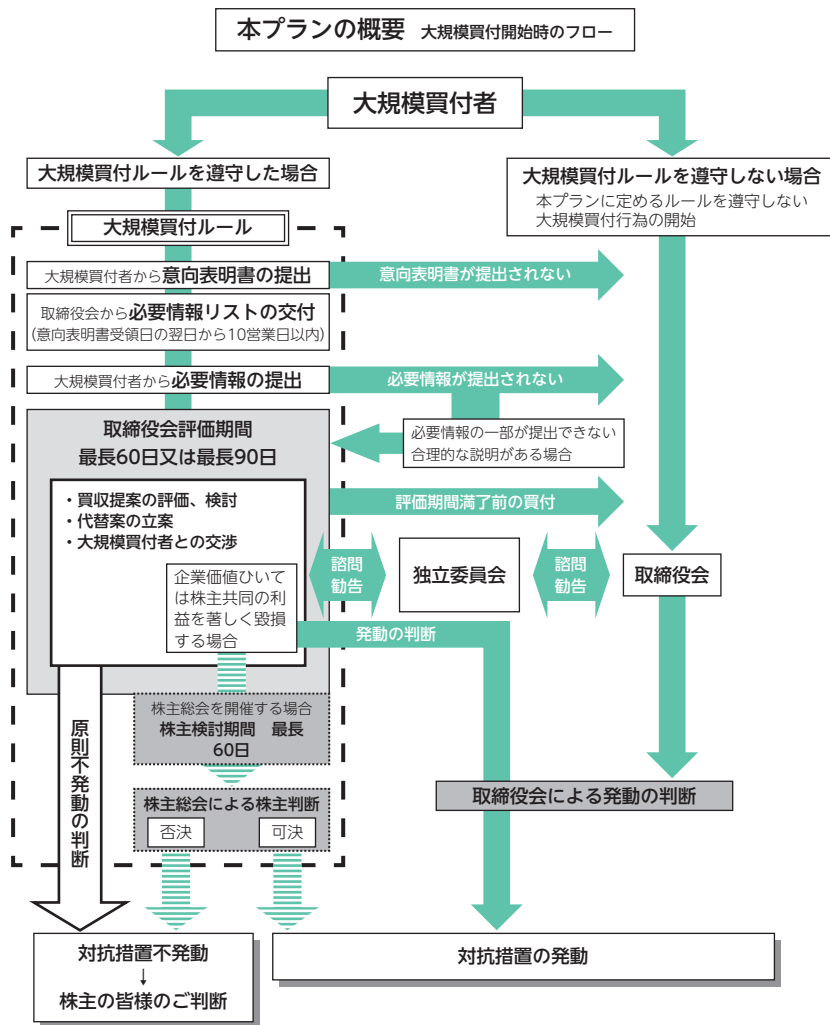 本プランの概要 大規模買付開始時のフロー
大規模買付者
大規模買付ルールを遵守した場合
大規模買付ルールを遵守しない場合
本プランに定めるルールを遵守しない
大規模買付行為の開始
大規模買付ルール
大規模買付者から意向表明書の提出
意向表明書が提出されない
取締役会から必要情報リストの交付
(意向表明書受領日の翌日から10営業日以内)
大規模買付者から必要情報の提出
必要情報が提出されない
取締役会評価期間
最長60日又は最長90日
必要情報の一部が提出できない
合理的な説明がある場合
・買収提案の評価、検討
・代替案の立案
・大規模買付者との交渉
評価期間満了前の買付
企業価値ひいて
は株主共同の利
益を著しく毀損
する場合
諮問
勧告
独立委員会
諮問
勧告
取締役会
発動の判断
原則不発動の判断
株主総会を開催する場合
株主検討期間 最長
60日
取締役会による発動の判断
株主総会による株主判断
否決
可決
対抗措置不発動
↓
株主の皆様のご判断
対抗措置の発動